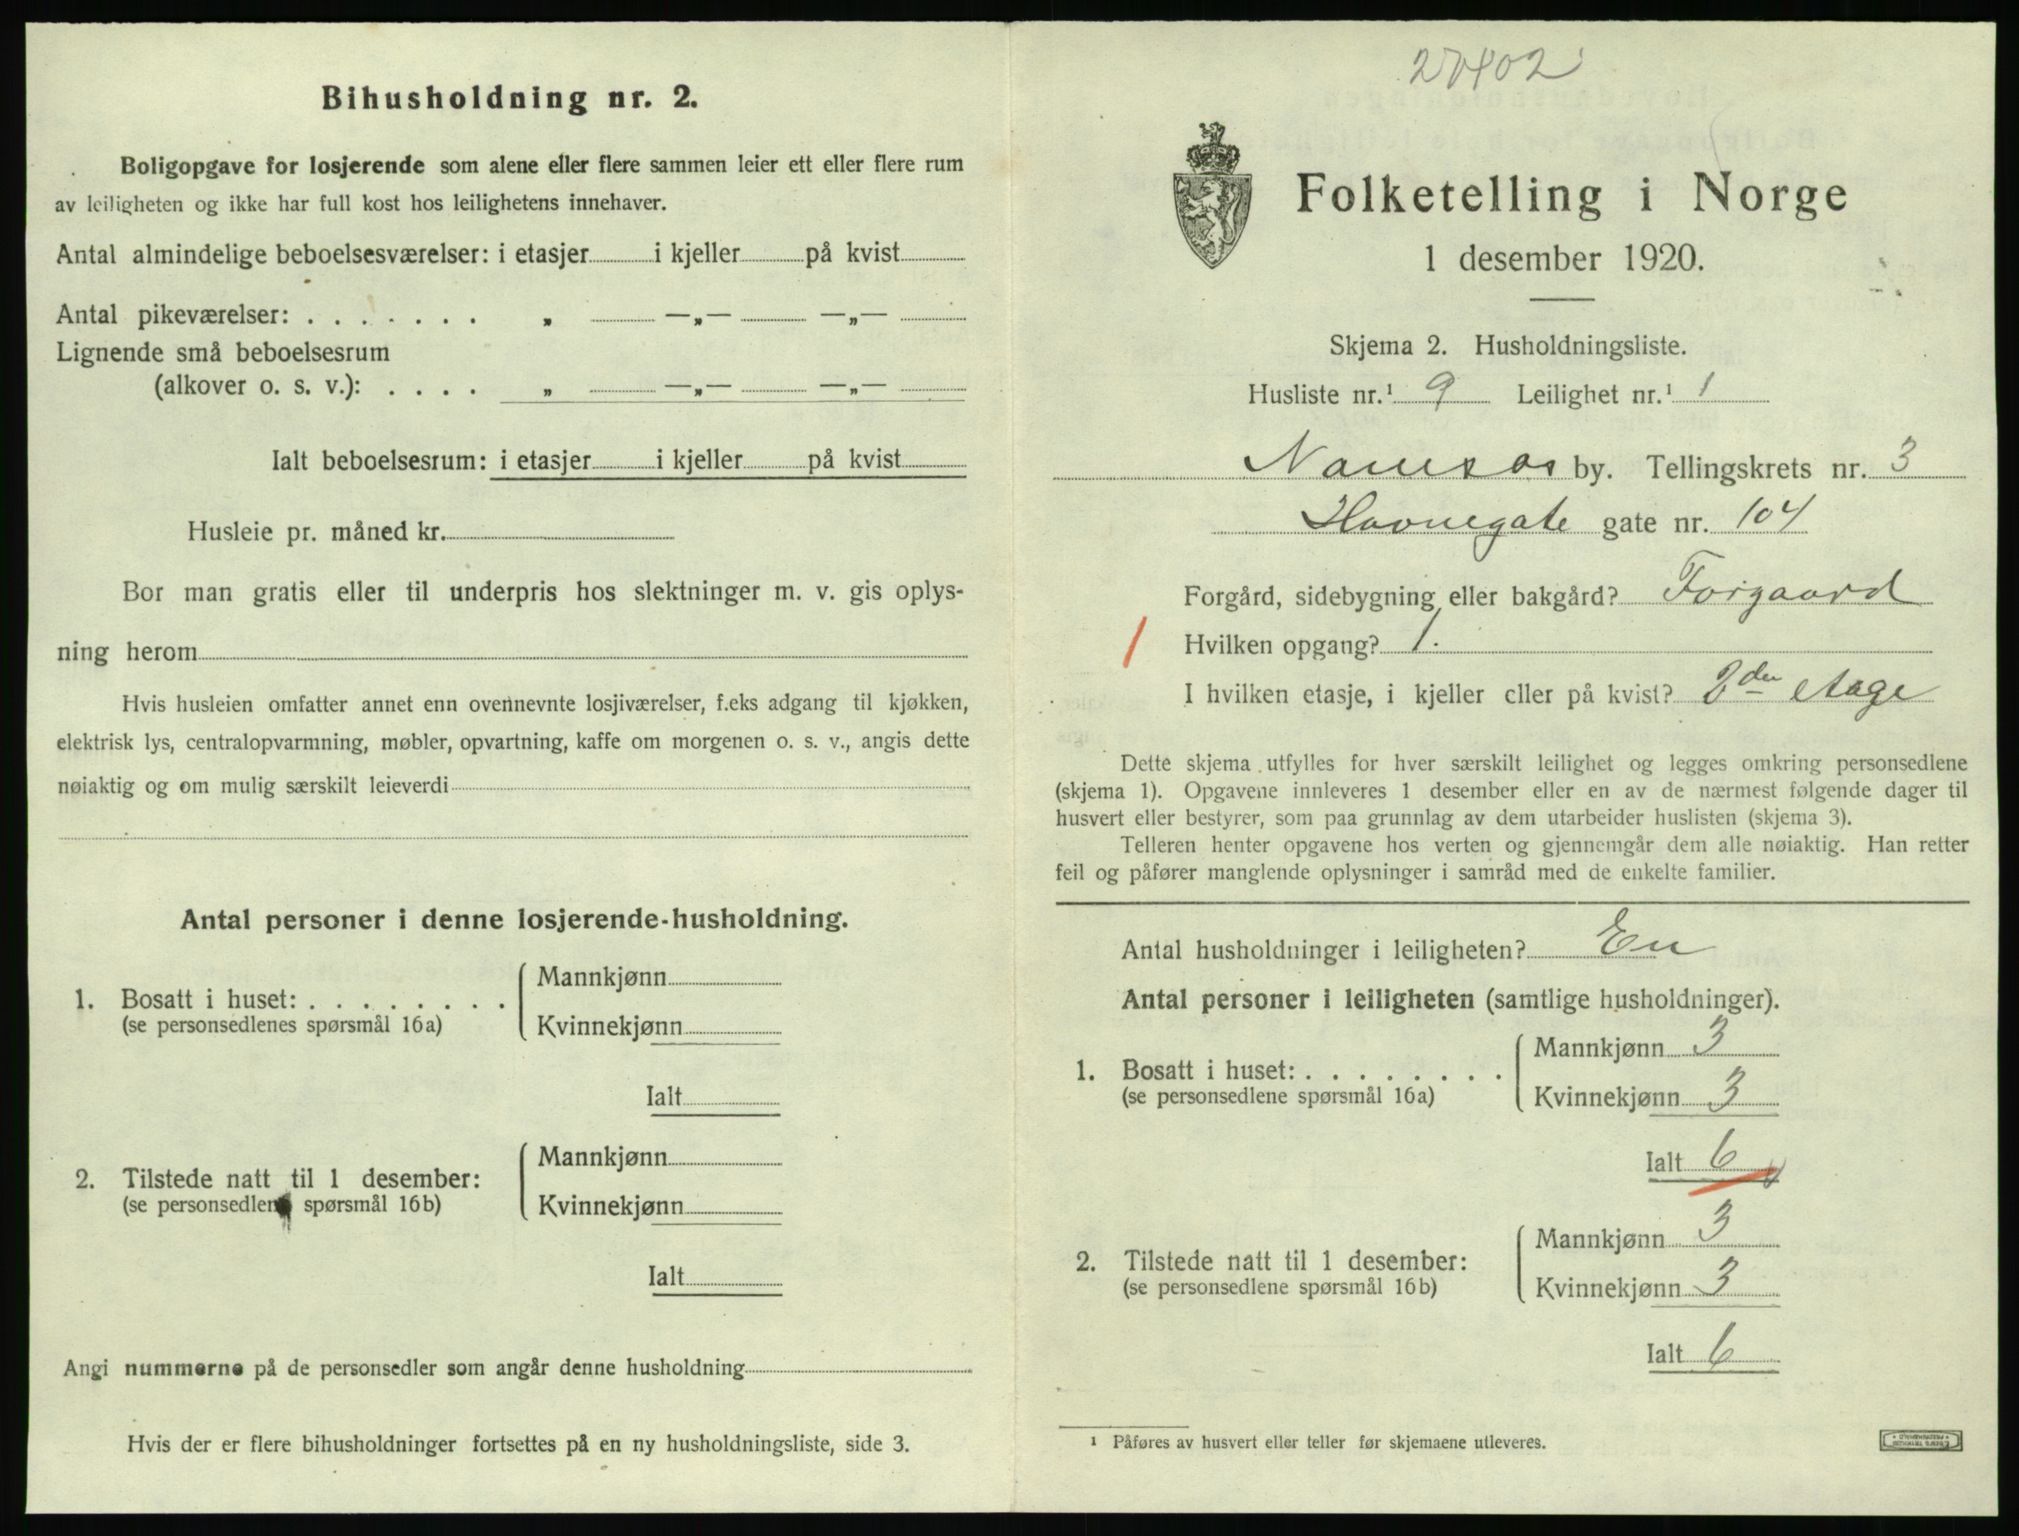 Bihusholdning nr. 2.
Boligopgave for losjerende som alene eller flere sammen leier ett eller flere rum
av leiligheten og ikke har full kost hos leilighetens innehaver.
Antal almindelige beboelsesværelser: i etasjer i kjeller på kvist
Antal pikeværelser: . . . . . . . „ —„— —„—
Lignende små beboelsesrum
(alkover o. s. v.): . . . . „ —„— —„—
Ialt beboelsesrum: i etasjer i kjeller på kvist
Husleie pr. måned kr.
Bor man gratis eller til underpris hos slektninger m. v. gis oplys-
ning herom
Hvis husleien omfatter annet enn ovennevnte losjiværelser, f.eks adgang til kjøkken,
elektrisk lys, centralopvarmning, møbler, opvartning, kaffe om morgenen o. s. v., angis dette
nøiaktig og om mulig særskilt leieverdi
Antal personer i denne losjerende-husholdning.
1. Bosatt i huset: . . . . . . . .
(se personsedlenes spørsmål 16a)
Mannkjønn
Kvinnekjønn
Ialt
2. Tilstede natt til 1 desember:
(se personsedlene spørsmål 16b)
Mannkjønn
Kvinnekjønn
Ialt
Angi nummerne på de personsedler som angår denne husholdning
Hvis der er flere bihusholdninger fortsettes på en ny husholdningsliste, side 3.
27402
Folketelling i Norge
1 desember 1920.
Skjema 2. Husholdningsliste.
Husliste nr.¹ 9 Leilighet nr.¹ 1
Namsos by. Tellingskrets nr. 3
Havnegate gate nr. 104
Forgård, sidebygning eller bakgård? Forgaard
1 Hvilken opgang? 1.
I hvilken etasje, i kjeller eller på kvist? 2den etage
Dette skjema utfylles for hver særskilt leilighet og legges omkring personsedlene
(skjema 1). Opgavene innleveres 1 desember eller en av de nærmest følgende dager til
husvert eller bestyrer, som paa grunnlag av dem utarbeider huslisten (skjema 3).
Telleren henter opgavene hos verten og gjennemgår dem alle nøiaktig. Han retter
feil og påfører manglende oplysninger i samråd med de enkelte familier.
Antal husholdninger i leiligheten? En
Antal personer i leiligheten (samtlige husholdninger).
1. Bosatt i huset: . . . . . . . .
(se personsedlene spørsmål 16a)
Mannkjønn 3
Kvinnekjønn 3
Ialt 6
2. Tilstede natt til 1 desember:
(se personsedlene spørsmål 16b)
Mannkjønn 3
Kvinnekjønn 3
Ialt 6
¹ Påføres av husvert eller teller før skjemaene utleveres.